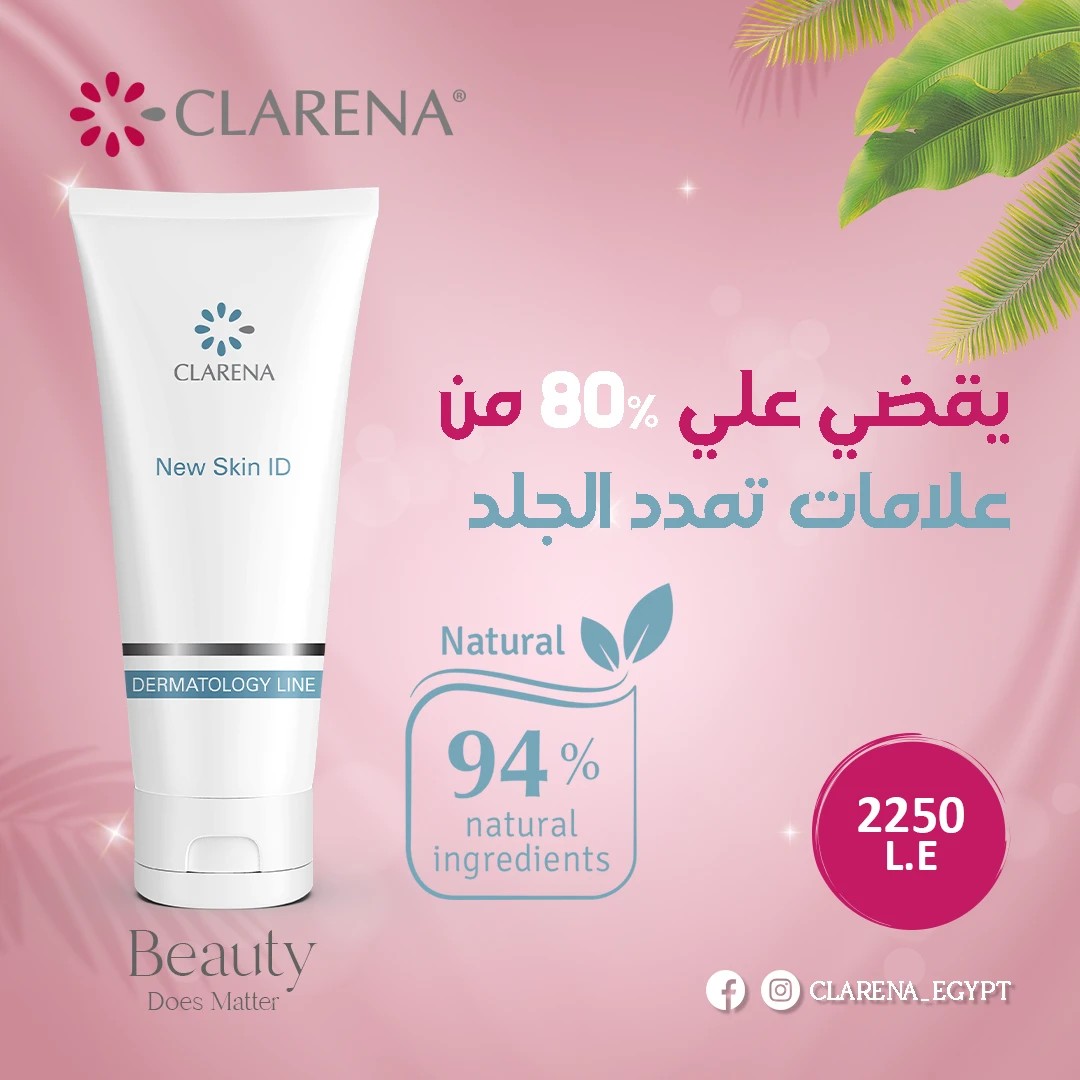 CLARENA®
CLARENA
New Skin ID
DERMATOLOGY LINE
يقضي علي 80% من
علامات تمدد الجلد
Natural
94%
natural
ingredients
2250
L.E
Beauty
Does Matter
CLARENA_EGYPT